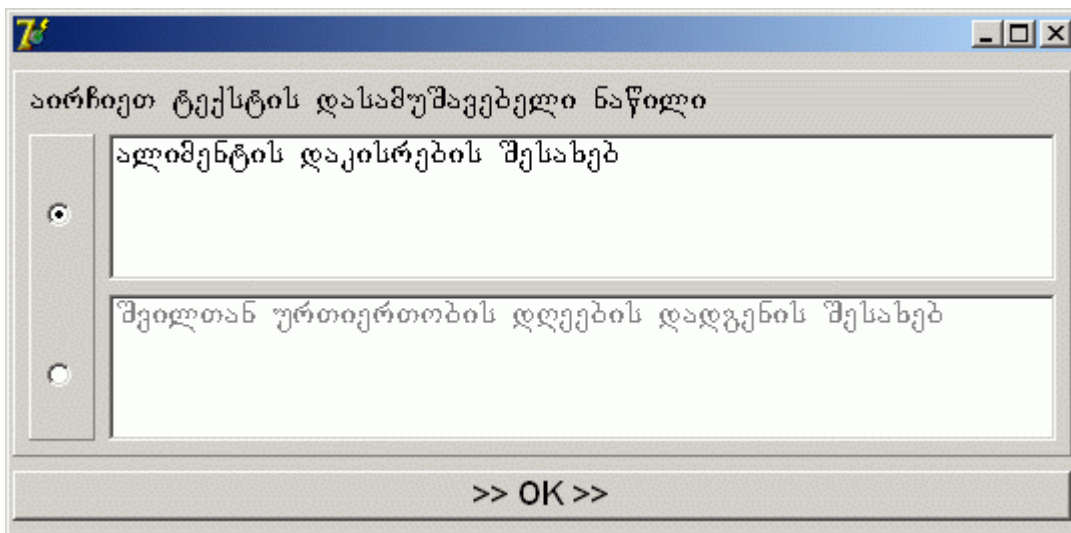 აირჩიეთ ტექსტის დასამუშავებელი ნაწილი
ალიმენტის დაკისრების შესახებ
შვილთან ურთიერთობის დღეების დადგენის შესახებ
>> OK >>